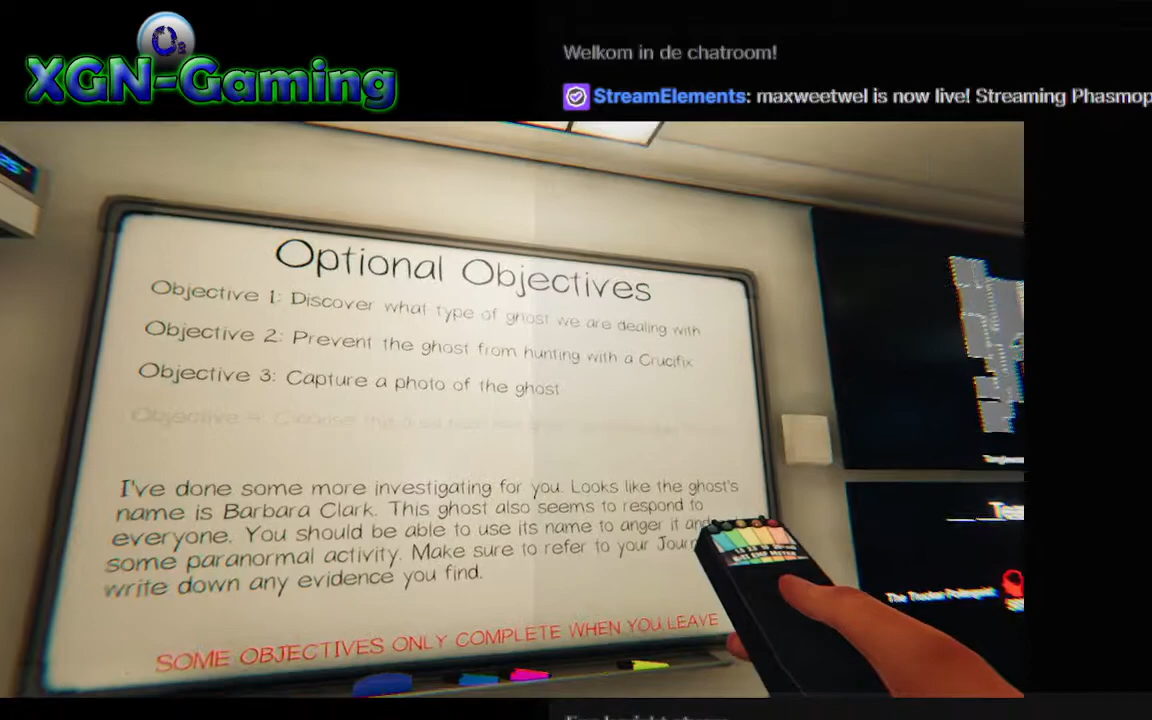 XGN-Gaming
Welkom in de chatroom!
StreamElements: maxweetwel is now live! Streaming Phasmop
25
Optional Objectives
Objective 1: Discover what type of ghost we are dealing with
Objective 2: Prevent the ghost from hunting with a Crucifix
Objective 3: Capture a photo of the ghost
Objective 4:
I've done some more investigating for you. Looks like the ghost's
name is Barbara Clark. This ghost also seems to respond to
everyone. You should be able to use its name to anger it and
some paranormal activity. Make sure to refer to your Jour
write down any evidence you find.
SOME OBJECTIVES ONLY COMPLETE WHEN YOU LEAVE